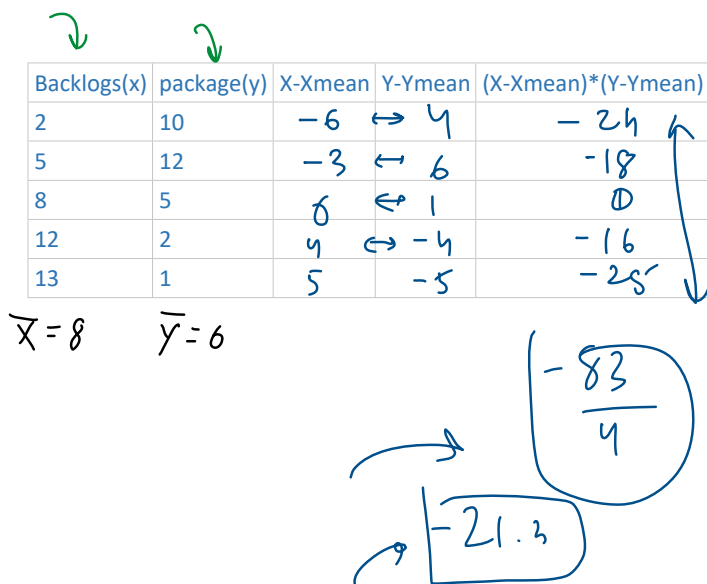 Backlogs(x) package(y) X-Xmean Y-Ymean (X-Xmean)*(Y-Ymean)
2 10 -6 ↔ 4 -24
5 12 -3 ↔ 6 -18
8 5 0 ↔ 1 0
12 2 4 ↔ -4 -16
13 1 5 -5 -25
X̄ = 8 Ȳ = 6
-83
4
-21.3